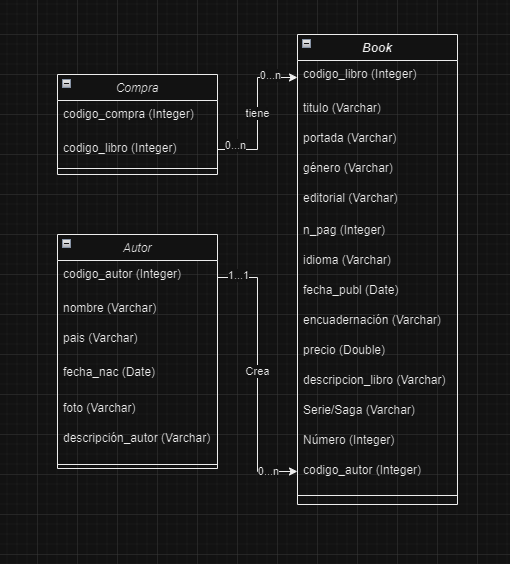 Compra
codigo_compra (Integer)
codigo_libro (Integer)
0...n
tiene
0...n
Book
codigo_libro (Integer)
titulo (Varchar)
portada (Varchar)
género (Varchar)
editorial (Varchar)
n_pag (Integer)
idioma (Varchar)
fecha_publ (Date)
encuadernación (Varchar)
precio (Double)
descripcion_libro (Varchar)
Serie/Saga (Varchar)
Número (Integer)
codigo_autor (Integer)
Autor
codigo_autor (Integer)
nombre (Varchar)
pais (Varchar)
fecha_nac (Date)
foto (Varchar)
descripción_autor (Varchar)
1...1
Crea
0...n